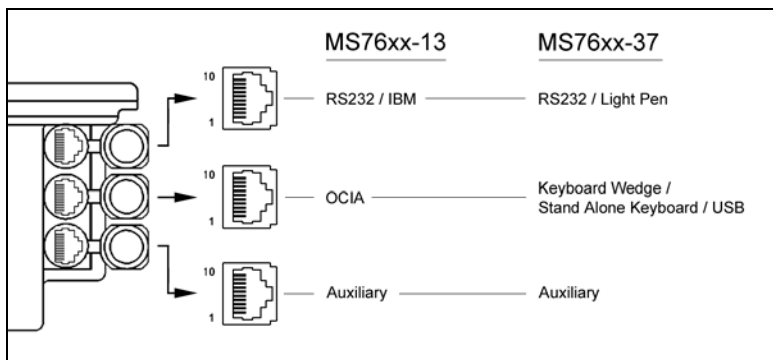 MS76xx-13 MS76xx-37
10
RS232 / IBM RS232 / Light Pen
1
10
OCIA Keyboard Wedge /
Stand Alone Keyboard / USB
1
10
Auxiliary Auxiliary
1